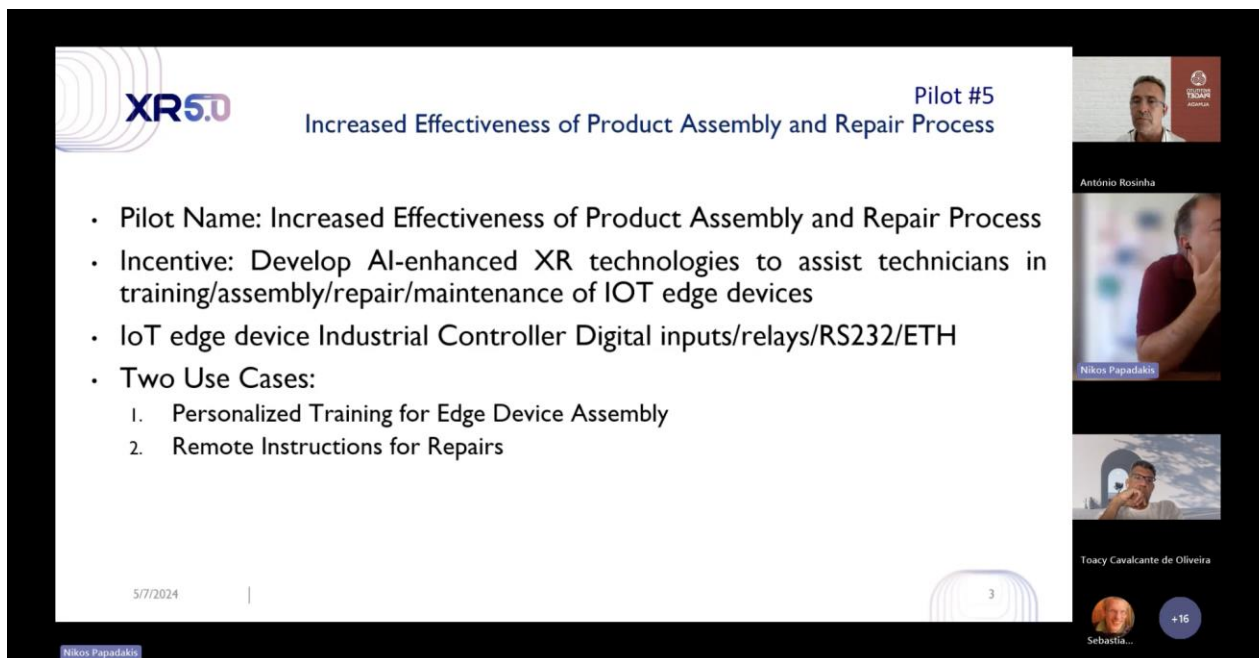 XR5.0
Pilot #5
Increased Effectiveness of Product Assembly and Repair Process
• Pilot Name: Increased Effectiveness of Product Assembly and Repair Process
• Incentive: Develop AI-enhanced XR technologies to assist technicians in
training/assembly/repair/maintenance of IOT edge devices
• IoT edge device Industrial Controller Digital inputs/relays/RS232/ETH
• Two Use Cases:
1. Personalized Training for Edge Device Assembly
2. Remote Instructions for Repairs
5/7/2024
3
António Rosinha
Nikos Papadakis
Toacy Cavalcante de Oliveira
Sebastia...
+16
Nikos Papadakis